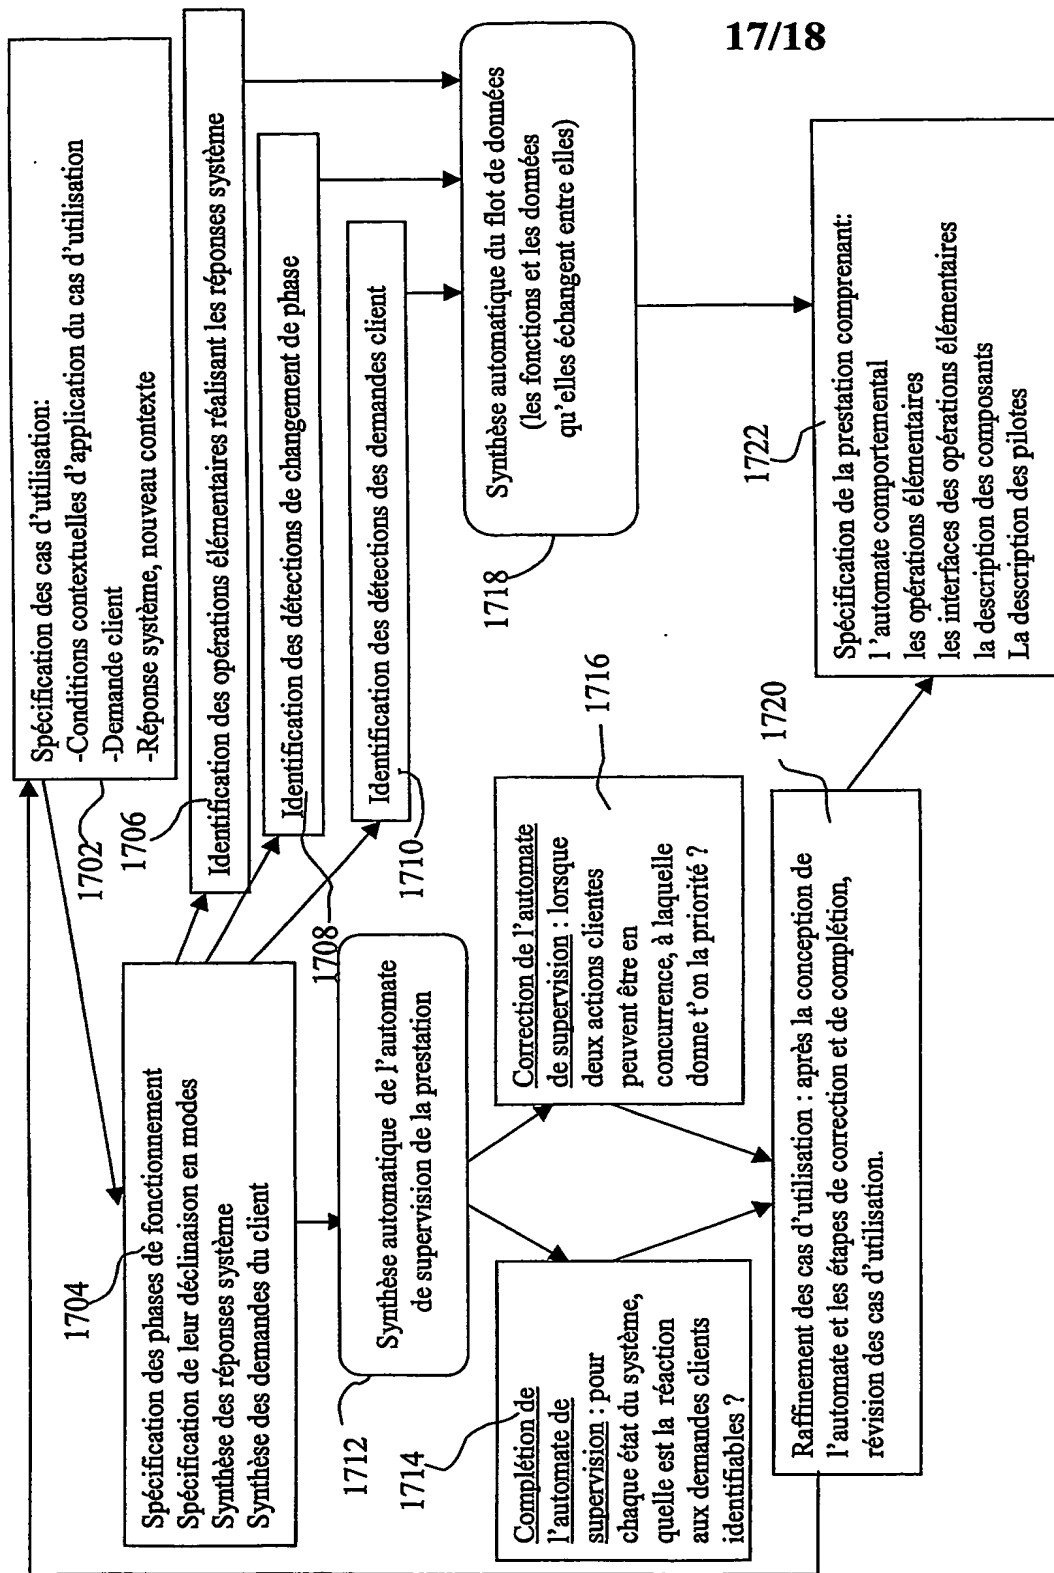 17/18
Spécification des cas d'utilisation:
-Conditions contextuelles d'application du cas d'utilisation
-Demande client
-Réponse système, nouveau contexte
1702
1704
Spécification des phases de fonctionnement
Spécification de leur déclinaison en modes
Synthèse des réponses système
Synthèse des demandes du client
1706
Identification des opérations élémentaires réalisant les réponses système
1708
Identification des détections de changement de phase
1710
Identification des détections des demandes client
1712
Synthèse automatique de l'automate
de supervision de la prestation
1714
Complétion de
l'automate de
supervision : pour
chaque état du système,
quelle est la réaction
aux demandes clients
identifiables ?
1716
Correction de l'automate
de supervision : lorsque
deux actions clientes
peuvent être en
concurrence, à laquelle
donne t'on la priorité ?
1718
Synthèse automatique du flot de données
(les fonctions et les données
qu'elles échangent entre elles)
1720
Raffinement des cas d'utilisation : après la conception de
l'automate et les étapes de correction et de complétion,
révision des cas d'utilisation.
1722
Spécification de la prestation comprenant:
l'automate comportemental
les opérations élémentaires
les interfaces des opérations élémentaires
la description des composants
La description des pilotes